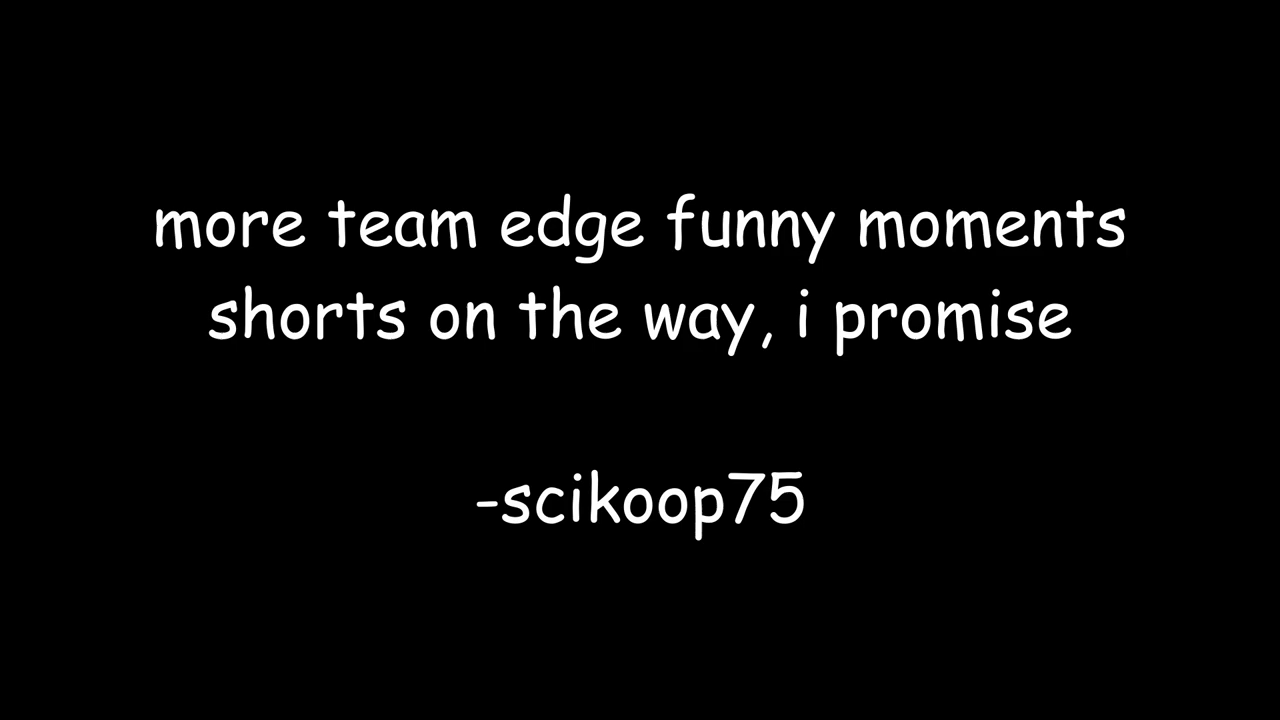 more team edge funny moments
shorts on the way, i promise
-scikoop75